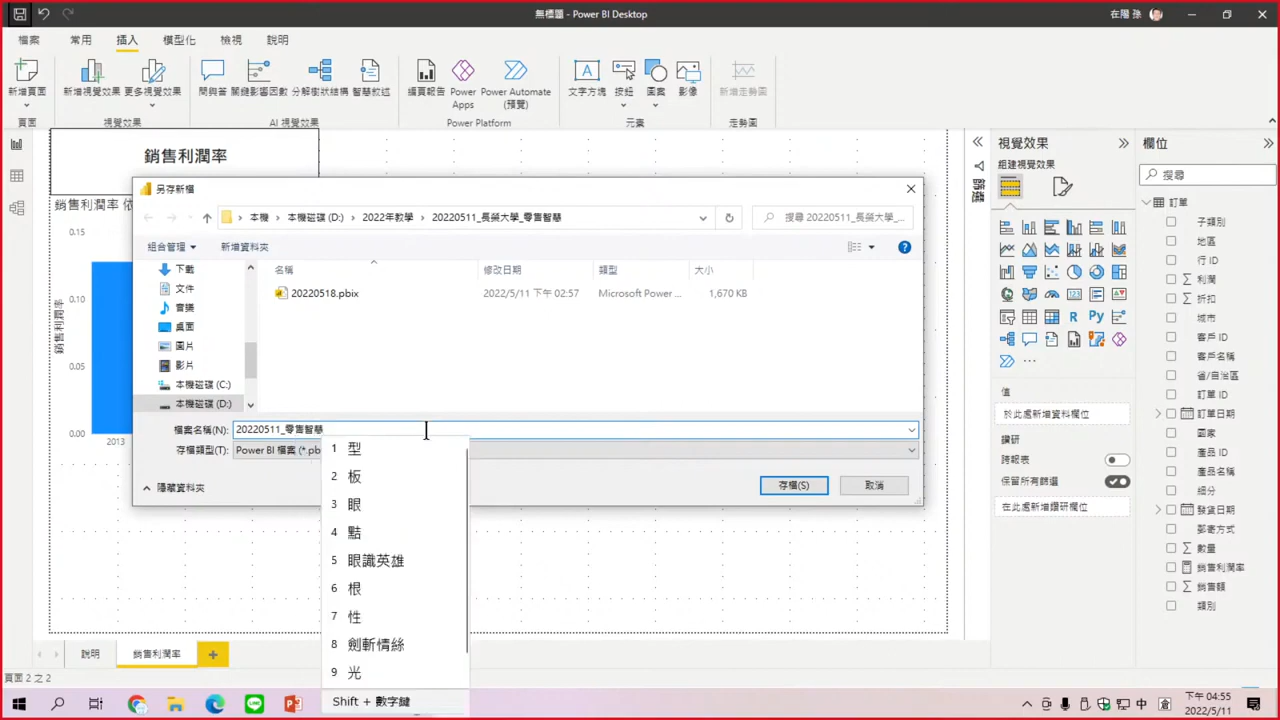 無標題 - Power BI Desktop
在陽 孫
檔案
常用
插入
模型化
檢視
說明
新增頁面
新增視覺效果
更多視覺效果
問與答
關鍵影響因數
分解樹狀結構
智慧敘述
編頁報告
Power Apps
Power Automate (預覽)
文字方塊
按鈕
圖案
影像
新增走勢圖
頁面
視覺效果
AI 視覺效果
Power Platform
元素
走勢圖
銷售利潤率
銷售利潤率 依
0.15
0.10
0.05
0.00
銷售利潤率
2013
另存新檔
本機
本機磁碟 (D:)
2022年教學
20220511_長榮大學_零售智慧
搜尋 20220511_長榮大學_...
組合管理
新增資料夾
下載
文件
音樂
桌面
圖片
影片
本機磁碟 (C:)
本機磁碟 (D:)
名稱
修改日期
類型
大小
20220518.pbix
2022/5/11 下午 02:57
Microsoft Power ...
1,670 KB
檔案名稱(N):
20220511_零售智慧
存檔類型(T):
Power BI 檔案 (*.pb
隱藏資料夾
存檔(S)
取消
1 型
2 板
3 眼
4 點
5 眼識英雄
6 根
7 性
8 劍斬情絲
9 光
Shift + 數字鍵
篩選
視覺效果
組建視覺效果
R
Py
123
值
於此處新增資料欄位
鑽研
跨報表
保留所有篩選
在此處新增鑽研欄位
欄位
搜尋
訂單
子類別
地區
行 ID
利潤
折扣
城市
客戶 ID
客戶名稱
省/自治區
訂單 ID
訂單日期
國家
產品 ID
產品名稱
細分
發貨日期
郵寄方式
數量
銷售利潤率
銷售額
類別
說明
銷售利潤率
頁面 2 之 2
中
倉
下午 04:55
2022/5/11